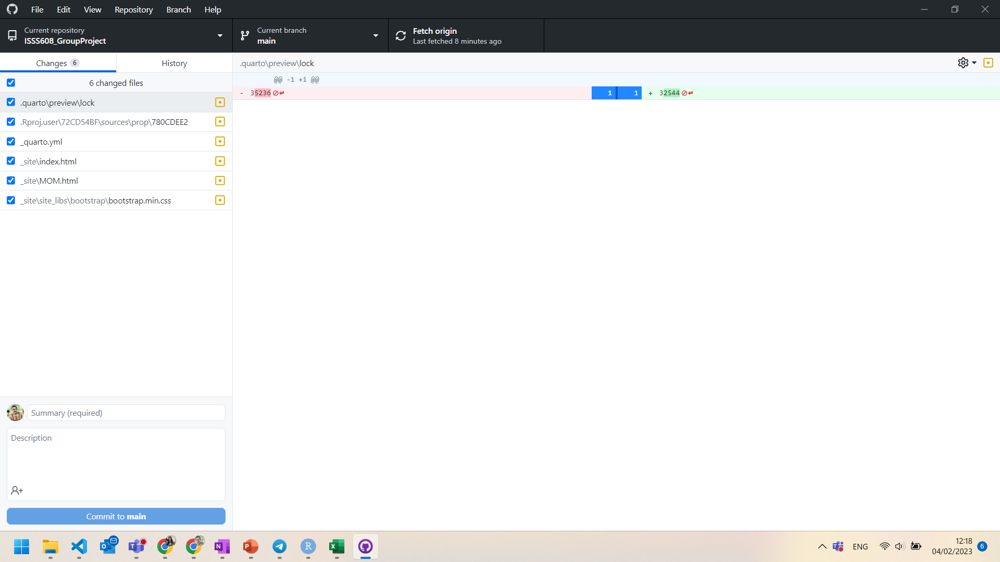 File Edit View Repository Branch Help
Current repository
ISSS608_GroupProject
Current branch
main
Fetch origin
Last fetched 8 minutes ago
Changes 6
History
6 changed files
.quarto\preview\lock
.Rproj.user\72CD54BF\sources\prop\780CDEE2
_quarto.yml
_site\index.html
_site\MOM.html
_site\site_libs\bootstrap\bootstrap.min.css
.quarto\preview\lock
@@ -1 +1 @@
- 35236 1 1 + 32544
Summary (required)
Description
Commit to main
ENG
12:18
04/02/2023
6